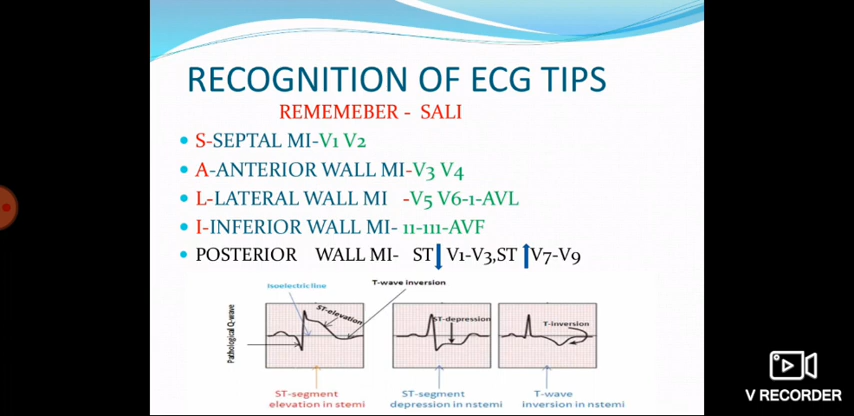 RECOGNITION OF ECG TIPS
REMEMEBER - SALI
S-SEPTAL MI-V1 V2
A-ANTERIOR WALL MI-V3 V4
L-LATERAL WALL MI -V5 V6-1-AVL
I-INFERIOR WALL MI- 11-111-AVF
POSTERIOR WALL MI- ST V1-V3,ST V7-V9
Isoelectric line
T-wave inversion
Pathological Q-wave
ST-elevation
ST-depression
T-inversion
ST-segment
elevation in stemi
ST-segment
depression in nstemi
T-wave
inversion in nstemi
V RECORDER